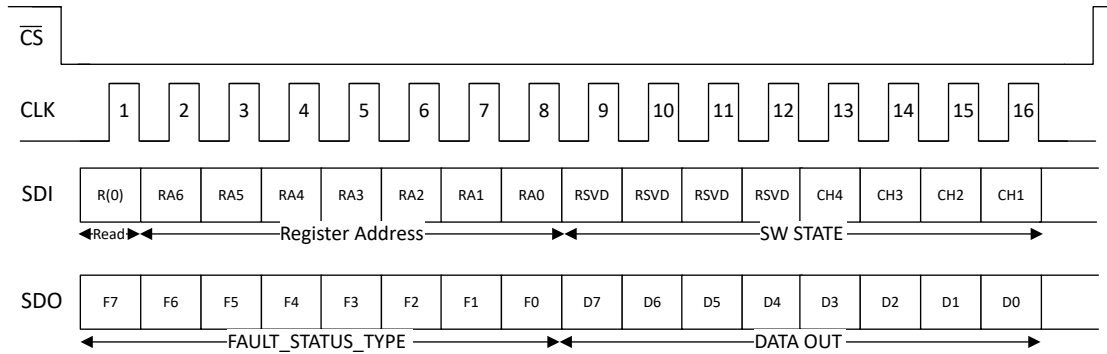 CS
CLK 1 2 3 4 5 6 7 8 9 10 11 12 13 14 15 16
SDI R(0) RA6 RA5 RA4 RA3 RA2 RA1 RA0 RSVD RSVD RSVD RSVD CH4 CH3 CH2 CH1
Read Register Address SW STATE
SDO F7 F6 F5 F4 F3 F2 F1 F0 D7 D6 D5 D4 D3 D2 D1 D0
FAULT_STATUS_TYPE DATA OUT